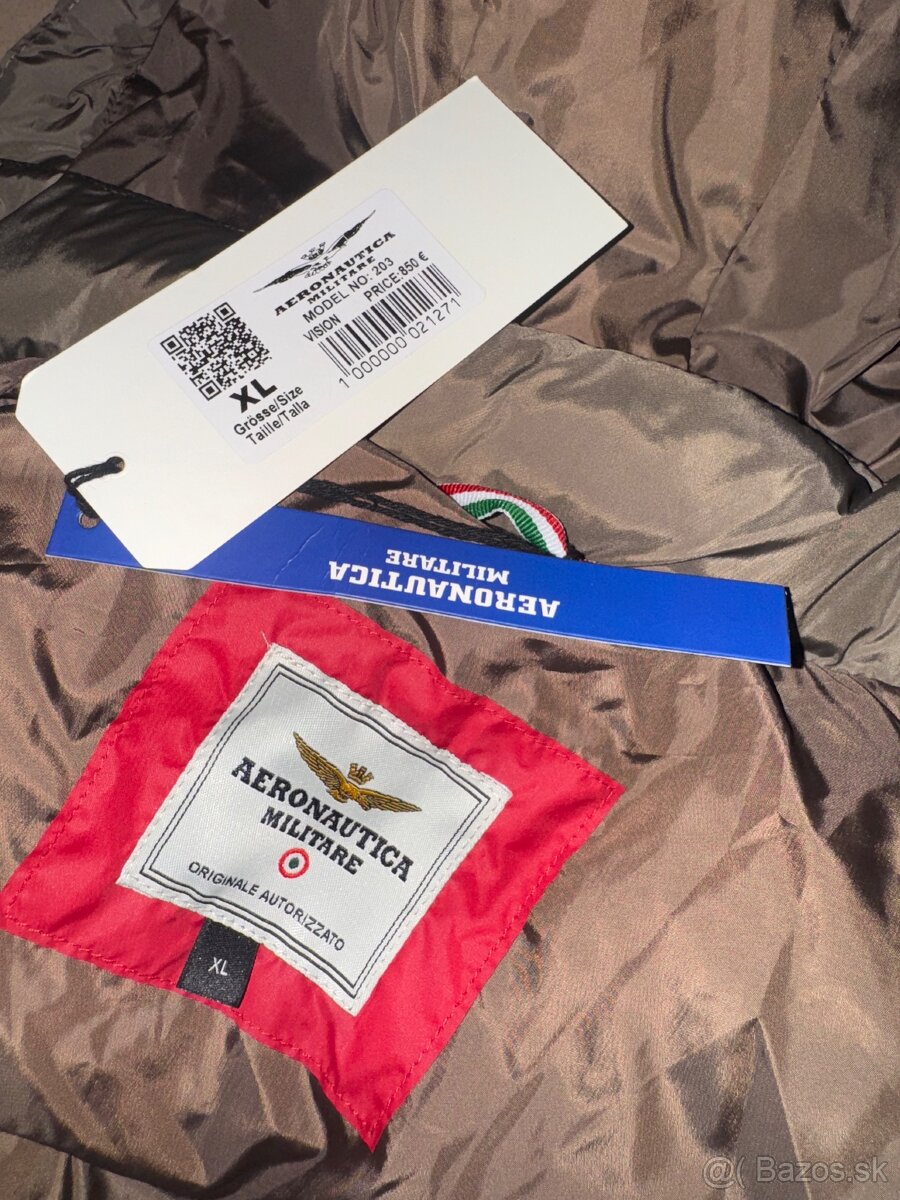 AERONAUTICA
MILITARE
MODEL NO: 203
VISION PRICE:850 €
1 000000 021271
XL
Grösse/Size
Taille/Talla
AERONAUTICA
MILITARE
AERONAUTICA
MILITARE
ORIGINALE AUTORIZZATO
XL
@( Bazos.sk